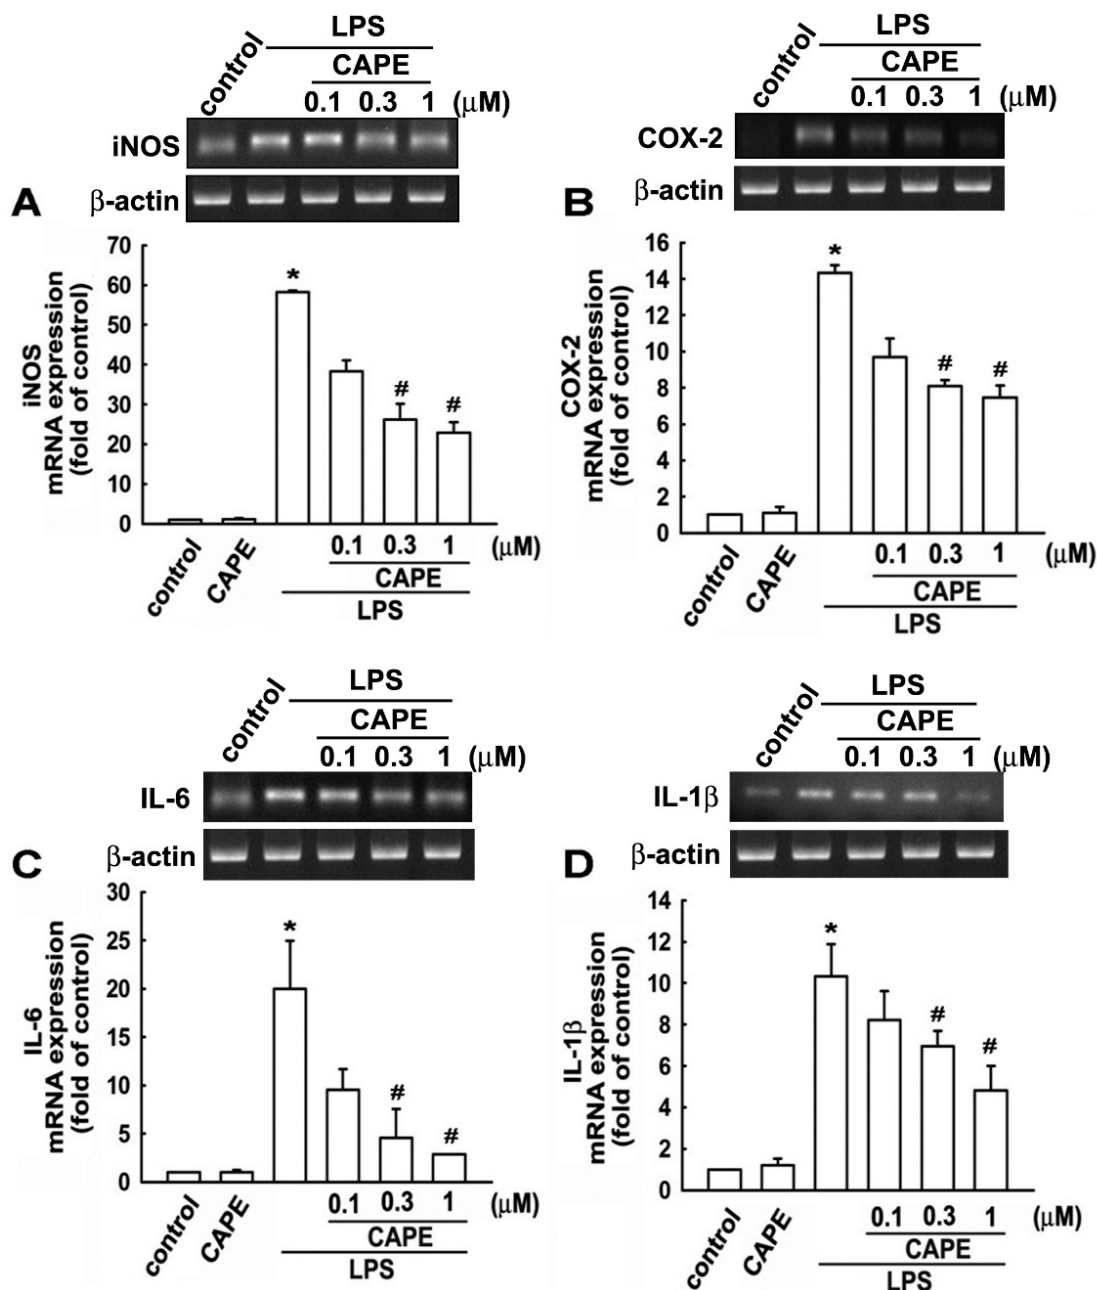 LPS
control
CAPE
0.1 0.3 1 (μM)
iNOS
β-actin
A
iNOS
mRNA expression
(fold of control)
70
60
50
40
30
20
10
0
*
#
#
control
CAPE
0.1 0.3 1 (μM)
CAPE
LPS
LPS
control
CAPE
0.1 0.3 1 (μM)
COX-2
β-actin
B
COX-2
mRNA expression
(fold of control)
16
14
12
10
8
6
4
2
0
*
#
#
control
CAPE
0.1 0.3 1 (μM)
CAPE
LPS
LPS
control
CAPE
0.1 0.3 1 (μM)
IL-6
β-actin
C
IL-6
mRNA expression
(fold of control)
30
25
20
15
10
5
0
*
#
#
control
CAPE
0.1 0.3 1 (μM)
CAPE
LPS
LPS
control
CAPE
0.1 0.3 1 (μM)
IL-1β
β-actin
D
IL-1β
mRNA expression
(fold of control)
14
12
10
8
6
4
2
0
*
#
#
control
CAPE
0.1 0.3 1 (μM)
CAPE
LPS